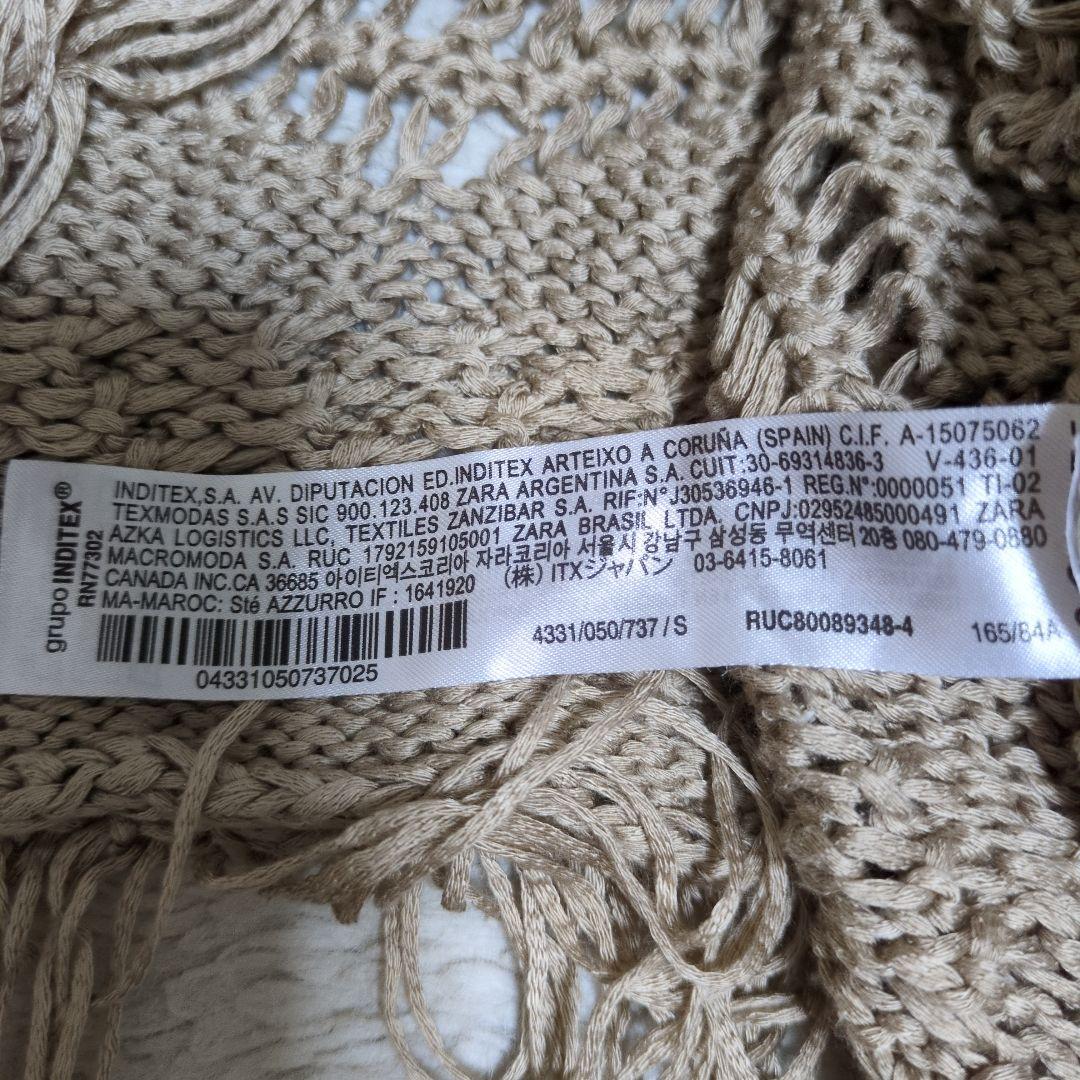 grupo INDITEX®
RN77302
INDITEX,S.A. AV. DIPUTACION ED.INDITEX ARTEIXO A CORUÑA (SPAIN) C.I.F. A-15075062
TEXMODAS S.A.S SIC 900.123.408 ZARA ARGENTINA S.A. CUIT:30-69314836-3 V-436-01
AZKA LOGISTICS LLC, TEXTILES ZANZIBAR S.A. RIF:N°J30536946-1 REG.N°:0000051 TI-02
MACROMODA S.A. RUC 1792159105001 ZARA BRASIL LTDA. CNPJ:02952485000491 ZARA
CANADA INC.CA 36685 아이티엑스코리아 자라코리아 서울시 강남구 삼성동 무역센터 20층 080-479-0880
MA-MAROC: Sté AZZURRO IF : 1641920 (株) ITXジャパン 03-6415-8061
4331/050/737 / S RUC80089348-4 165/84A
04331050737025